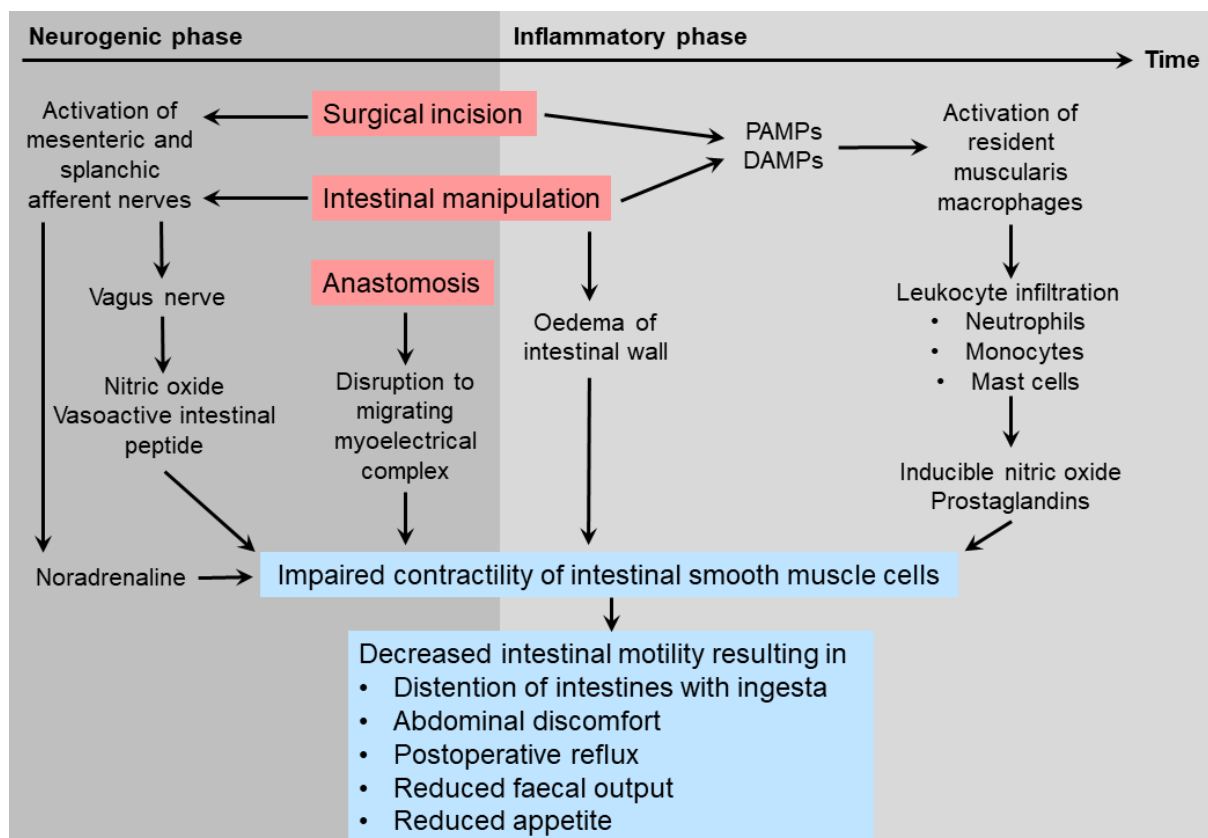 Neurogenic phase
Inflammatory phase
Time
Activation of
mesenteric and
splanchic
afferent nerves
Surgical incision
Intestinal manipulation
Anastomosis
PAMPs
DAMPs
Activation of
resident
muscularis
macrophages
Vagus nerve
Oedema of
intestinal wall
Leukocyte infiltration
• Neutrophils
• Monocytes
• Mast cells
Nitric oxide
Vasoactive intestinal
peptide
Disruption to
migrating
myoelectrical
complex
Inducible nitric oxide
Prostaglandins
Noradrenaline
Impaired contractility of intestinal smooth muscle cells
Decreased intestinal motility resulting in
• Distention of intestines with ingesta
• Abdominal discomfort
• Postoperative reflux
• Reduced faecal output
• Reduced appetite